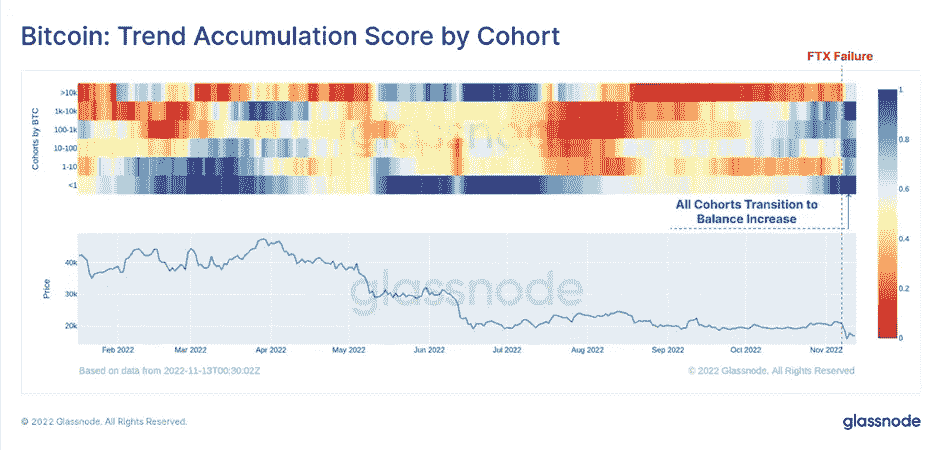 Bitcoin: Trend Accumulation Score by Cohort
FTX Failure
Cohorts by BTC
>10k
1k-10k
100-1k
10-100
1-10
<1
1
0.8
0.6
0.4
0.2
0
All Cohorts Transition to
Balance Increase
glassnode
Price
40k
30k
20k
glassnode
Feb 2022
Mar 2022
Apr 2022
May 2022
Jun 2022
Jul 2022
Aug 2022
Sep 2022
Oct 2022
Nov 2022
Based on data from 2022-11-13T00:30:02Z
© 2022 Glassnode. All Rights Reserved
© 2022 Glassnode. All Rights Reserved.
glassnode